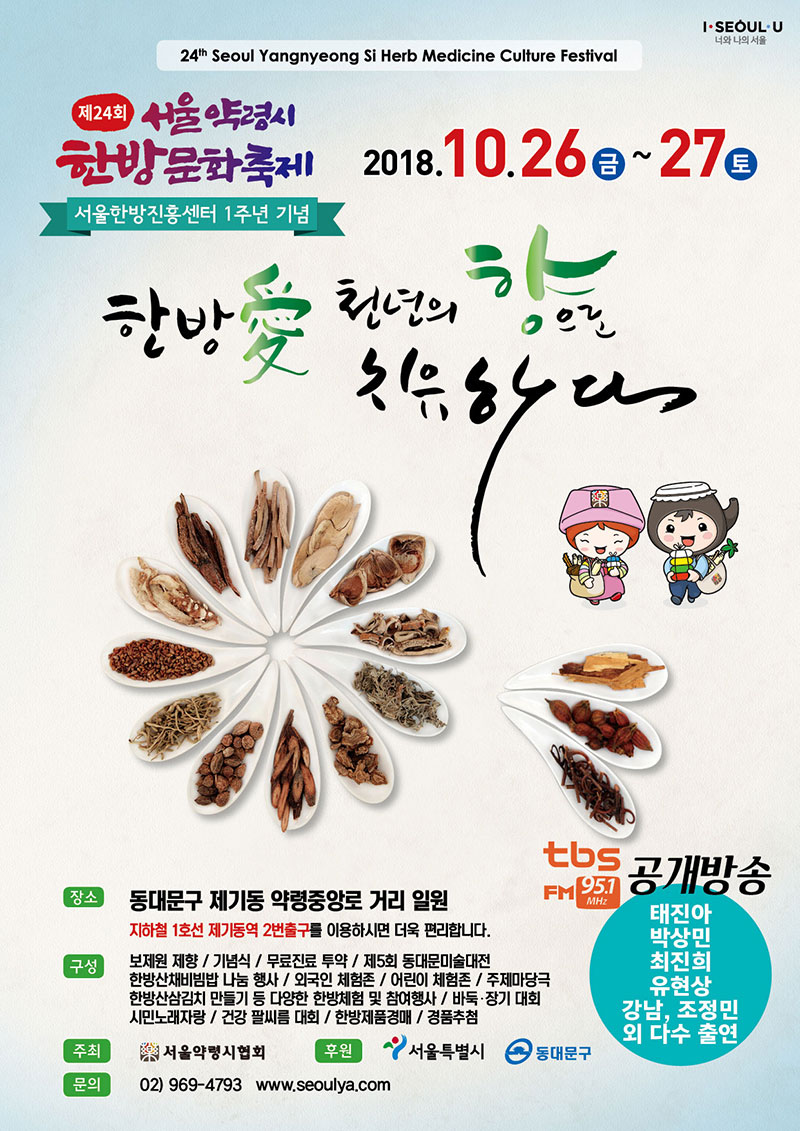 I·SEOUL·U
너와 나의 서울
24th Seoul Yangnyeong Si Herb Medicine Culture Festival
제24회 서울약령시
한방문화축제
2018.10.26 금 ~ 27 토
서울한방진흥센터 1주년 기념
한방愛 천년의 향으로
치유하다
tbs
FM 95.1 MHz
공개방송
태진아
박상민
최진희
유현상
강남, 조정민
외 다수 출연
장소 동대문구 제기동 약령중앙로 거리 일원
지하철 1호선 제기동역 2번출구를 이용하시면 더욱 편리합니다.
구성 보제원 제향 / 기념식 / 무료진료 투약 / 제5회 동대문미술대전
한방산채비빔밥 나눔 행사 / 외국인 체험존 / 어린이 체험존 / 주제마당극
한방산삼김치 만들기 등 다양한 한방체험 및 참여행사 / 바둑·장기 대회
시민노래자랑 / 건강 팔씨름 대회 / 한방제품경매 / 경품추첨
주최 서울약령시협회 후원 서울특별시 동대문구
문의 02) 969-4793 www.seoulya.com